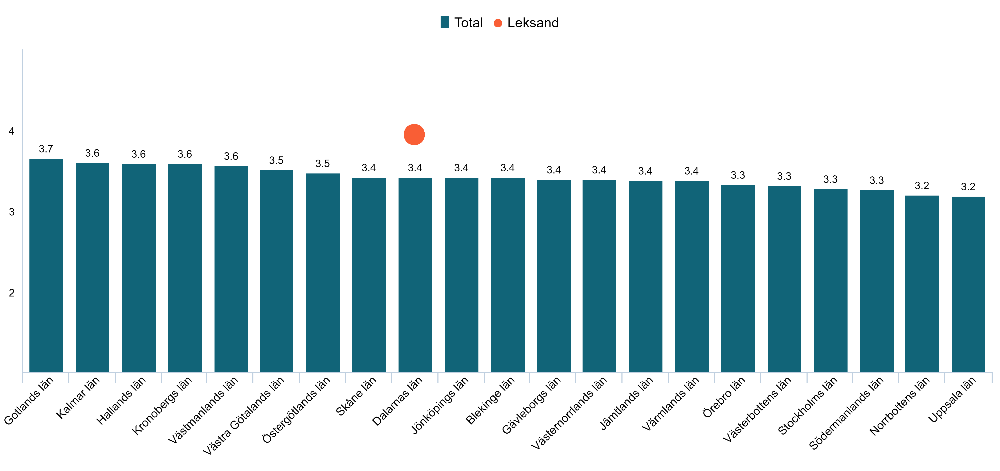 Total Leksand
4
3
2
3.7 3.6 3.6 3.6 3.6 3.5 3.5 3.4 3.4 3.4 3.4 3.4 3.4 3.4 3.4 3.3 3.3 3.3 3.3 3.2 3.2
Gotlands län
Kalmar län
Hallands län
Kronobergs län
Västmanlands län
Västra Götalands län
Östergötlands län
Skåne län
Dalarnas län
Jönköpings län
Blekinge län
Gävleborgs län
Västernorrlands län
Jämtlands län
Värmlands län
Örebro län
Västerbottens län
Stockholms län
Södermanlands län
Norrbottens län
Uppsala län